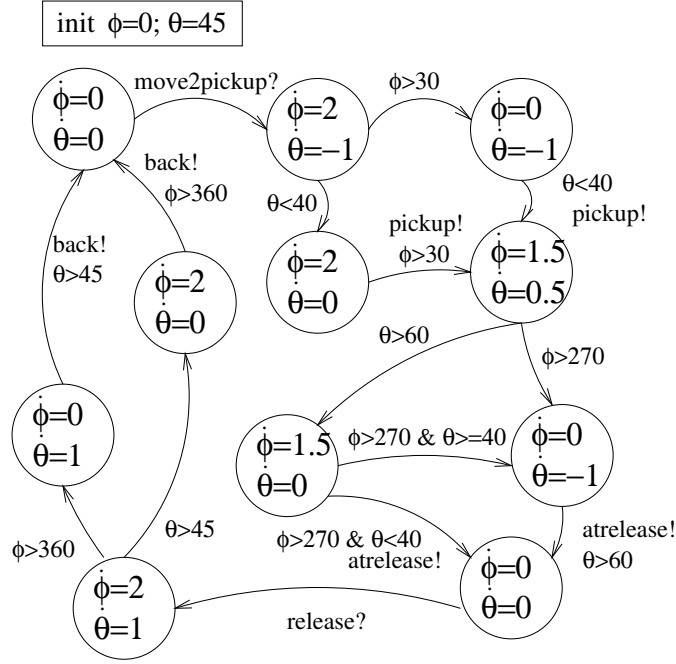 init ϕ=0; θ=45
ϕ̇=0
θ̇=0
move2pickup?
ϕ̇=2
θ̇=−1
ϕ>30
ϕ̇=0
θ̇=−1
back!
ϕ>360
θ<40
θ<40
pickup!
pickup!
ϕ>30
ϕ̇=2
θ̇=0
ϕ̇=1.5
θ̇=0.5
back!
θ>45
ϕ̇=2
θ̇=0
θ>60
ϕ>270
ϕ̇=0
θ̇=1
ϕ̇=1.5
θ̇=0
ϕ>270 & θ>=40
ϕ̇=0
θ̇=−1
ϕ>360
θ>45
ϕ>270 & θ<40
atrelease!
atrelease!
θ>60
ϕ̇=2
θ̇=1
release?
ϕ̇=0
θ̇=0